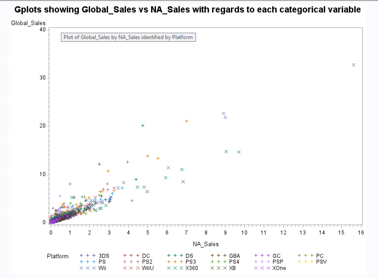 Gplots showing Global_Sales vs NA_Sales with regards to each categorical variable
Global_Sales
Plot of Global_Sales by NA_Sales identified by Platform
40
30
20
10
0
0 1 2 3 4 5 6 7 8 9 10 11 12 13 14 15 16
NA_Sales
Platform + + + 3DS + + + DC + + + DS + + + GBA + + + GC + + + PC
+ + + PS + + + PS2 + + + PS3 + + + PS4 + + + PSP + + + PSV
× × × Wii × × × WiiU × × × X360 × × × XB × × × XOne